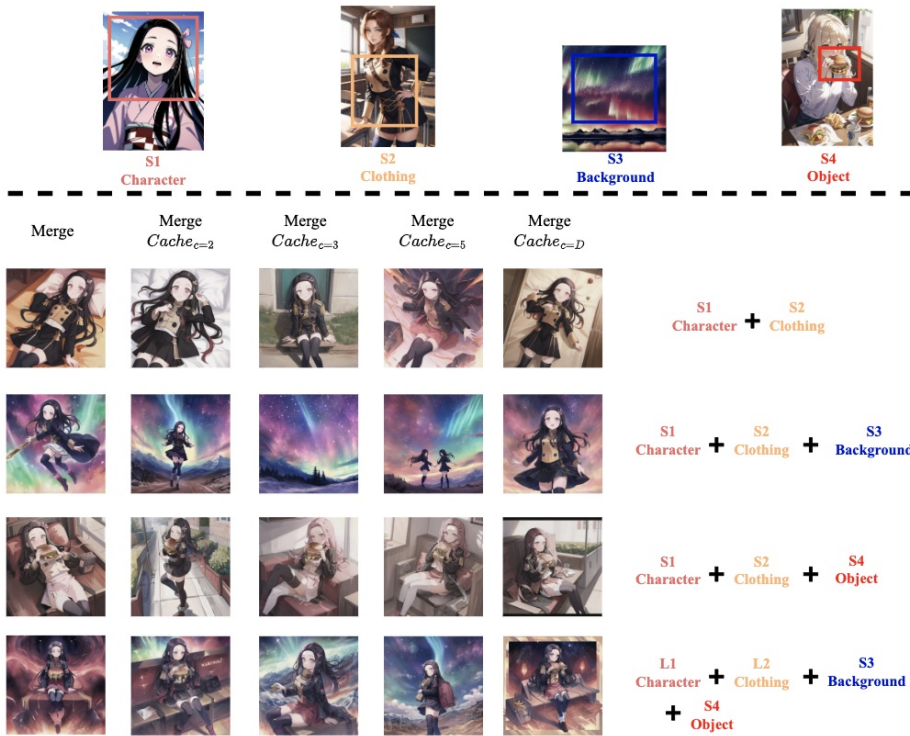 S1
Character
S2
Clothing
S3
Background
S4
Object
Merge
Merge
Cache_{c=2}
Merge
Cache_{c=3}
Merge
Cache_{c=5}
Merge
Cache_{c=D}
S1
Character
+
S2
Clothing
S1
Character
+
S2
Clothing
+
S3
Background
S1
Character
+
S2
Clothing
+
S4
Object
L1
Character
+
L2
Clothing
+
S3
Background
+
S4
Object